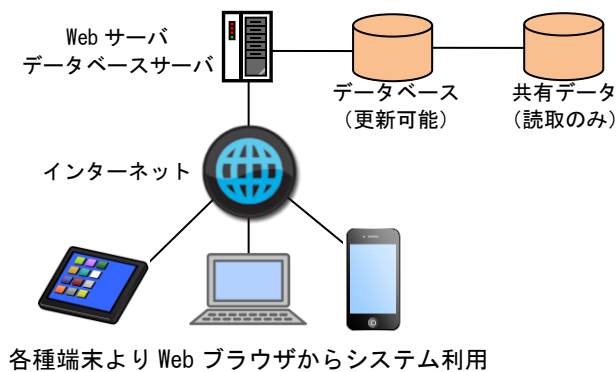 Web サーバ
データベースサーバ
データベース
（更新可能）
共有データ
（読取のみ）
インターネット
各種端末より Web ブラウザからシステム利用